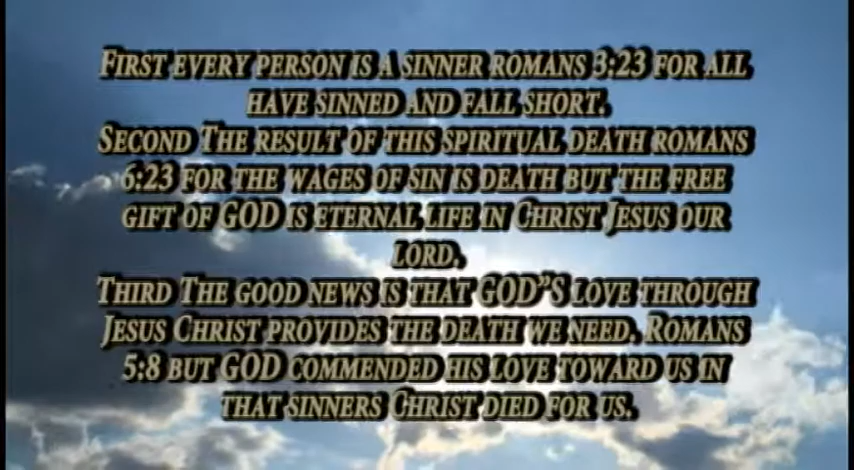 First every person is a sinner Romans 3:23 for all
have sinned and fall short.
Second The result of this spiritual death romans
6:23 for the wages of sin is death but the free
gift of GOD is eternal life in Christ Jesus our
lord.
Third The good news is that GOD"S love through
Jesus Christ provides the death we need. Romans
5:8 but GOD commended his love toward us in
that sinners Christ died for us.